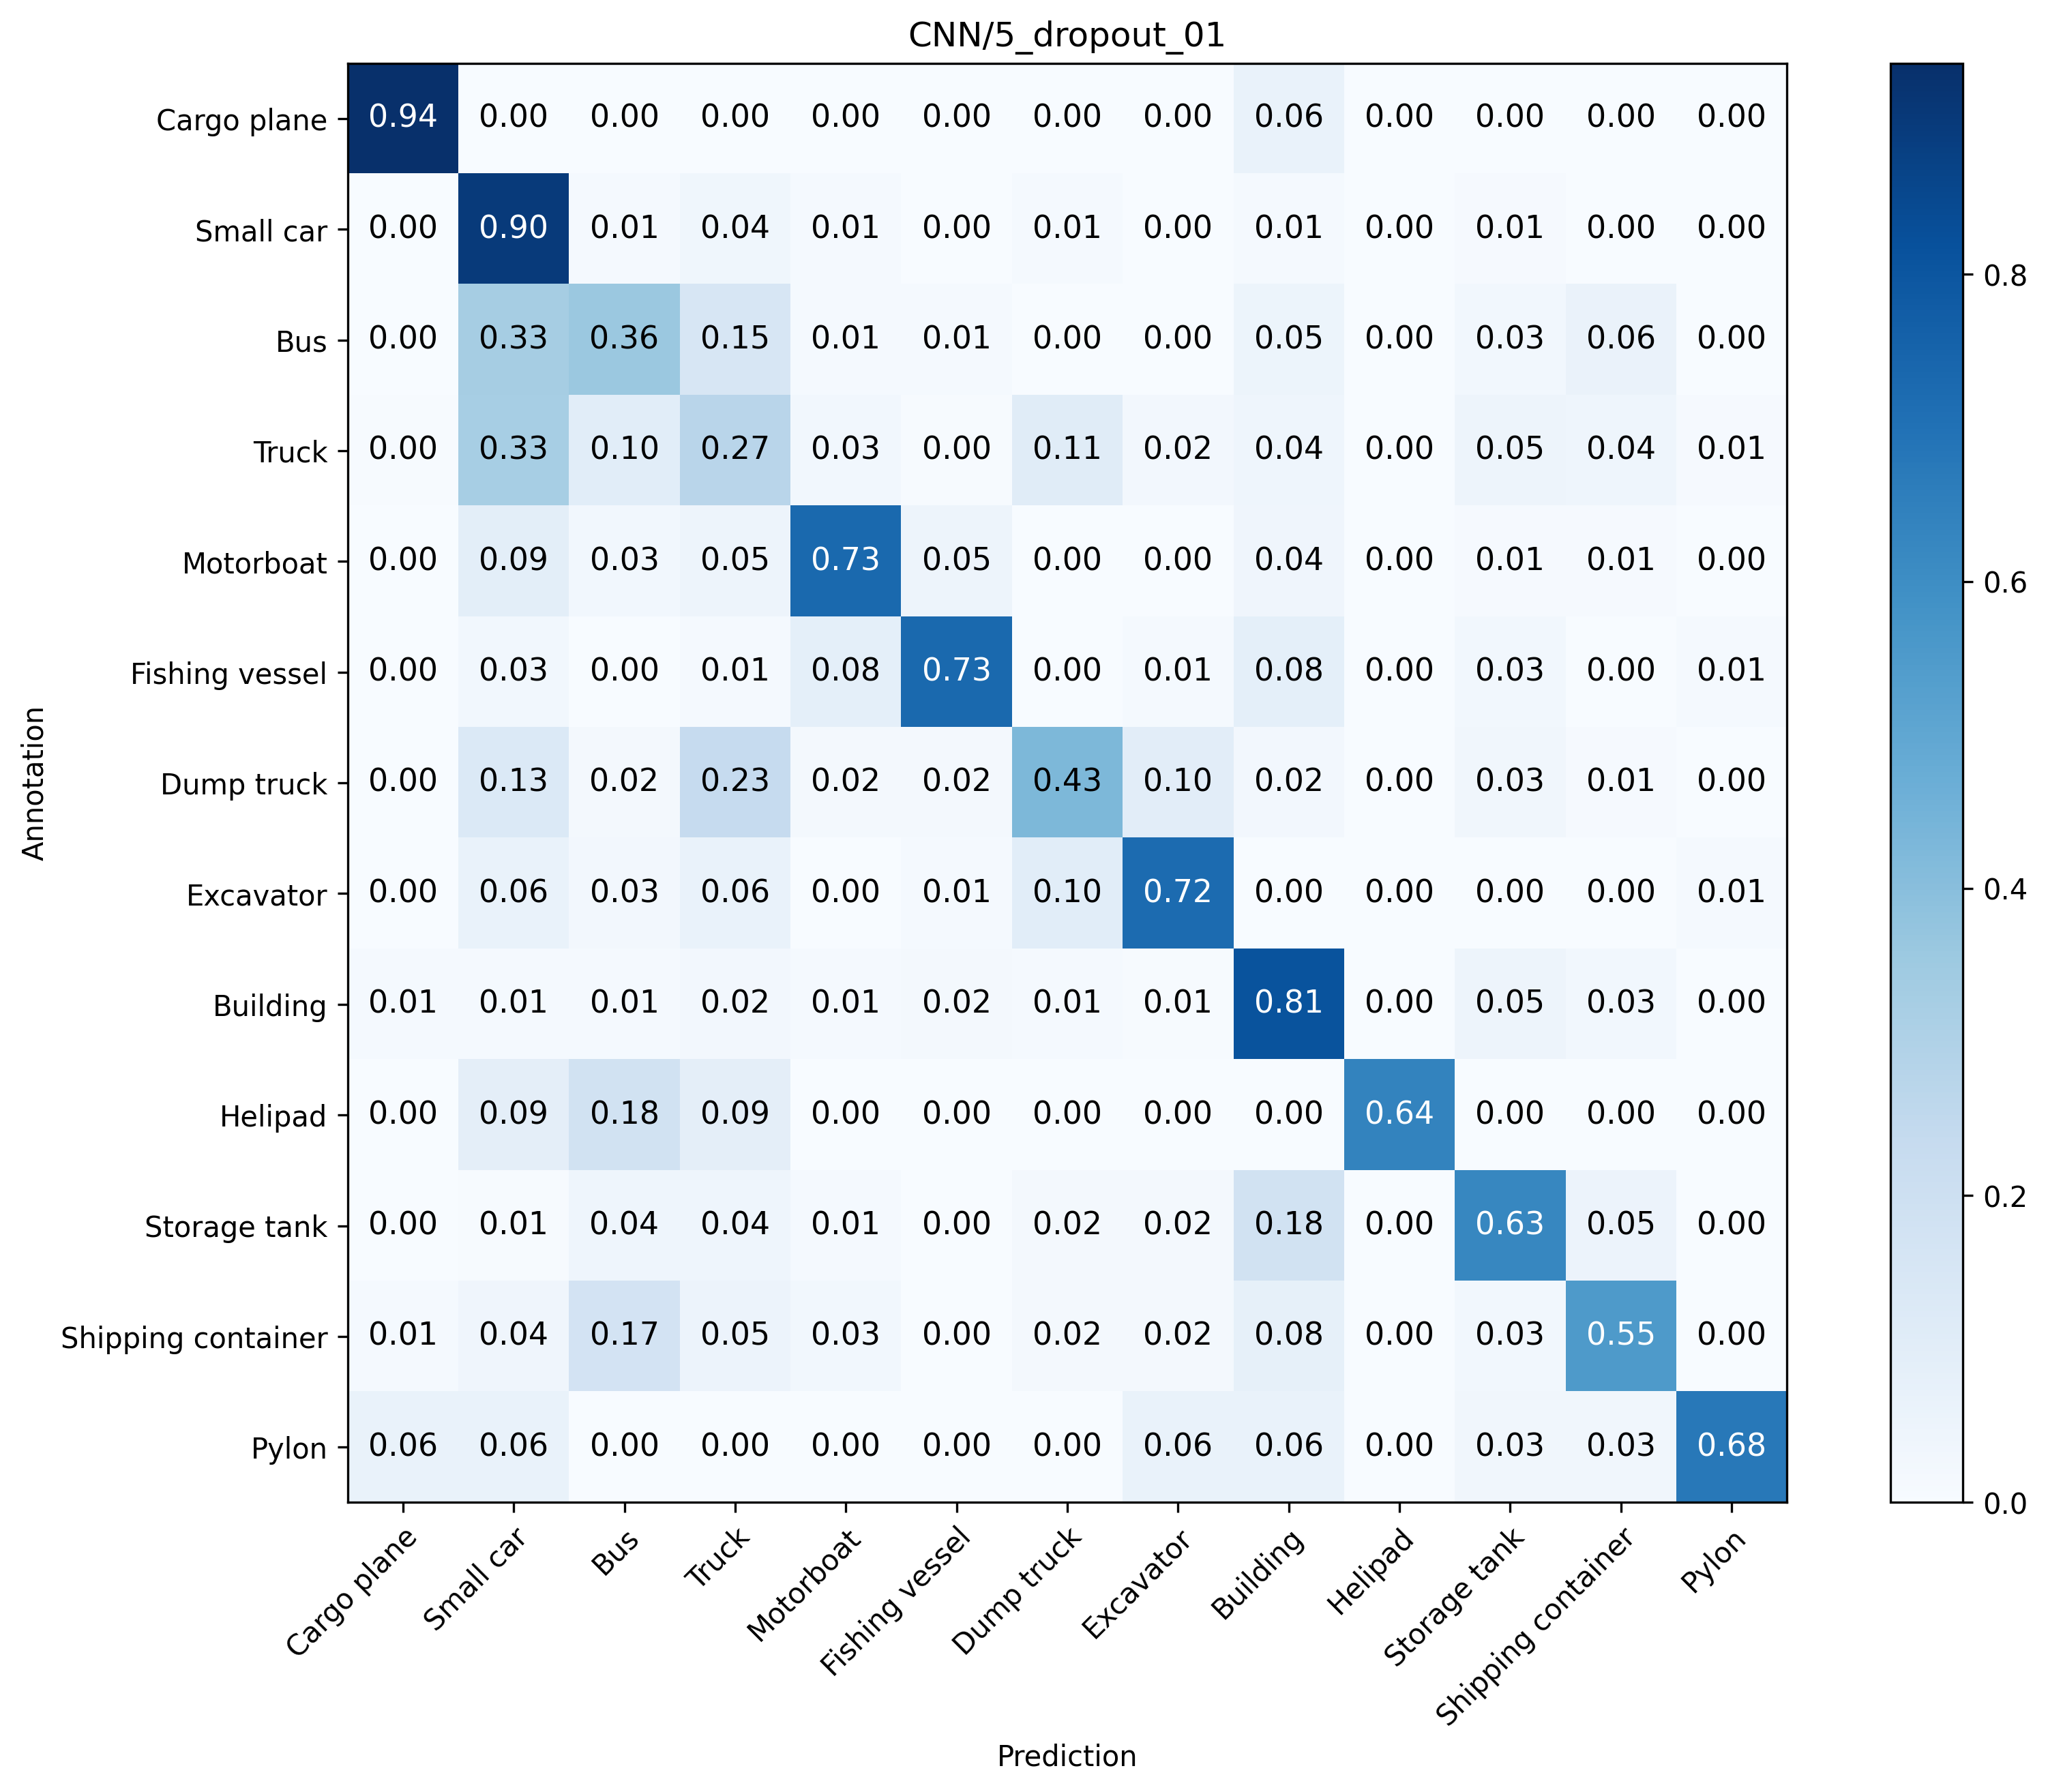 CNN/5_dropout_01
Cargo plane 0.94 0.00 0.00 0.00 0.00 0.00 0.00 0.00 0.06 0.00 0.00 0.00 0.00
Small car 0.00 0.90 0.01 0.04 0.01 0.00 0.01 0.00 0.01 0.00 0.01 0.00 0.00
0.8
Bus 0.00 0.33 0.36 0.15 0.01 0.01 0.00 0.00 0.05 0.00 0.03 0.06 0.00
Truck 0.00 0.33 0.10 0.27 0.03 0.00 0.11 0.02 0.04 0.00 0.05 0.04 0.01
Motorboat 0.00 0.09 0.03 0.05 0.73 0.05 0.00 0.00 0.04 0.00 0.01 0.01 0.00
0.6
Fishing vessel 0.00 0.03 0.00 0.01 0.08 0.73 0.00 0.01 0.08 0.00 0.03 0.00 0.01
Annotation
Dump truck 0.00 0.13 0.02 0.23 0.02 0.02 0.43 0.10 0.02 0.00 0.03 0.01 0.00
Excavator 0.00 0.06 0.03 0.06 0.00 0.01 0.10 0.72 0.00 0.00 0.00 0.00 0.01
0.4
Building 0.01 0.01 0.01 0.02 0.01 0.02 0.01 0.01 0.81 0.00 0.05 0.03 0.00
Helipad 0.00 0.09 0.18 0.09 0.00 0.00 0.00 0.00 0.00 0.64 0.00 0.00 0.00
0.2
Storage tank 0.00 0.01 0.04 0.04 0.01 0.00 0.02 0.02 0.18 0.00 0.63 0.05 0.00
Shipping container 0.01 0.04 0.17 0.05 0.03 0.00 0.02 0.02 0.08 0.00 0.03 0.55 0.00
Pylon 0.06 0.06 0.00 0.00 0.00 0.00 0.00 0.06 0.06 0.00 0.03 0.03 0.68
0.0
Cargo plane
Small car
Bus
Truck
Motorboat
Fishing vessel
Dump truck
Excavator
Building
Helipad
Storage tank
Shipping container
Pylon
Prediction